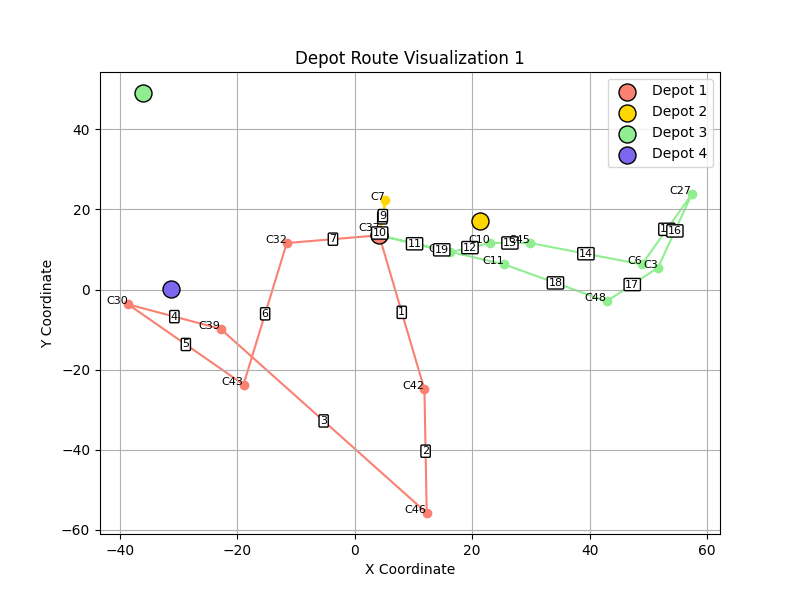 Depot Route Visualization 1
Depot 1
Depot 2
Depot 3
Depot 4
40
20
0
−20
−40
−60
−40
−20
0
20
40
60
Y Coordinate
X Coordinate
C27
C7
9
10
C32
7
11
19
12
C10
C45
14
16
C6
C3
C11
18
17
C48
C30
4
C39
5
6
1
C43
C42
3
2
C46